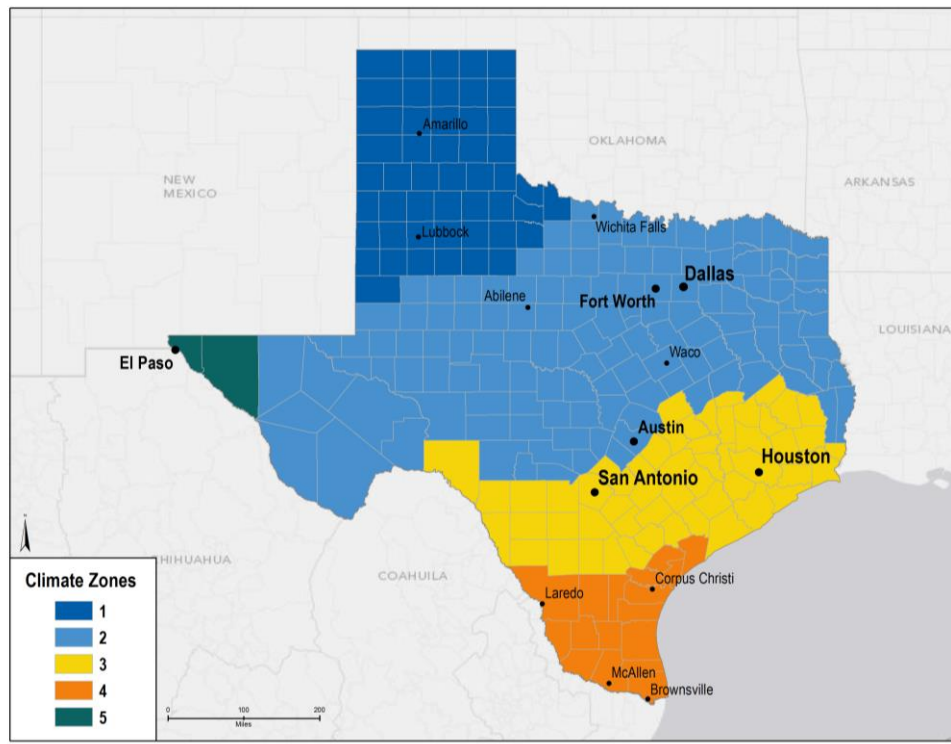 OKLAHOMA
NEW
MEXICO
ARKANSAS
LOUISIANA
Amarillo
Lubbock
Wichita Falls
Dallas
Fort Worth
Abilene
Waco
El Paso
Austin
Houston
San Antonio
CHIHUAHUA
COAHUILA
Corpus Christi
Laredo
McAllen
Brownsville
Climate Zones
1
2
3
4
5
0 100 200
Miles